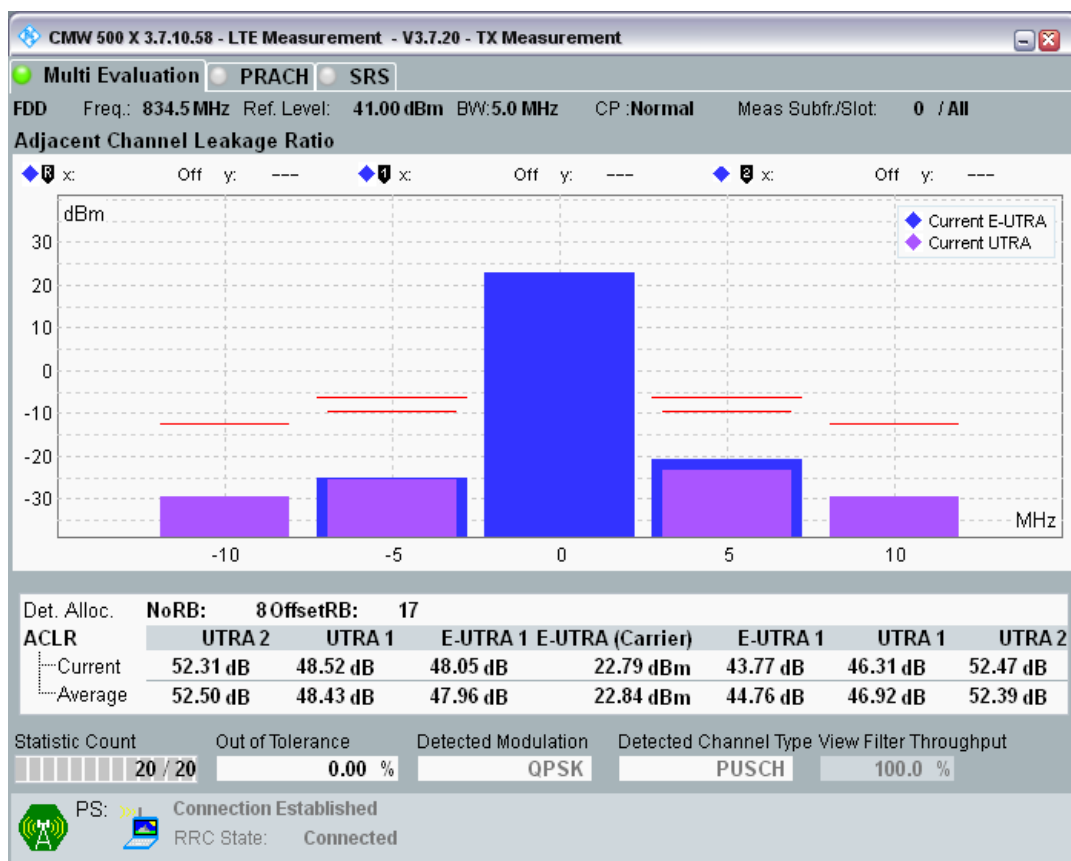 CMW 500 X 3.7.10.58 - LTE Measurement - V3.7.20 - TX Measurement
Multi Evaluation PRACH SRS
FDD Freq.: 834.5 MHz Ref. Level: 41.00 dBm BW:5.0 MHz CP :Normal Meas Subfr./Slot: 0 / All
Adjacent Channel Leakage Ratio
R x: Off y: --- 1 x: Off y: --- 2 x: Off y: ---
dBm
Current E-UTRA
Current UTRA
30
20
10
0
-10
-20
-30
MHz
-10 -5 0 5 10
Det. Alloc. NoRB: 8 OffsetRB: 17
ACLR UTRA 2 UTRA 1 E-UTRA 1 E-UTRA (Carrier) E-UTRA 1 UTRA 1 UTRA 2
Current 52.31 dB 48.52 dB 48.05 dB 22.79 dBm 43.77 dB 46.31 dB 52.47 dB
Average 52.50 dB 48.43 dB 47.96 dB 22.84 dBm 44.76 dB 46.92 dB 52.39 dB
Statistic Count Out of Tolerance Detected Modulation Detected Channel Type View Filter Throughput
20 / 20 0.00 % QPSK PUSCH 100.0 %
PS: Connection Established
RRC State: Connected